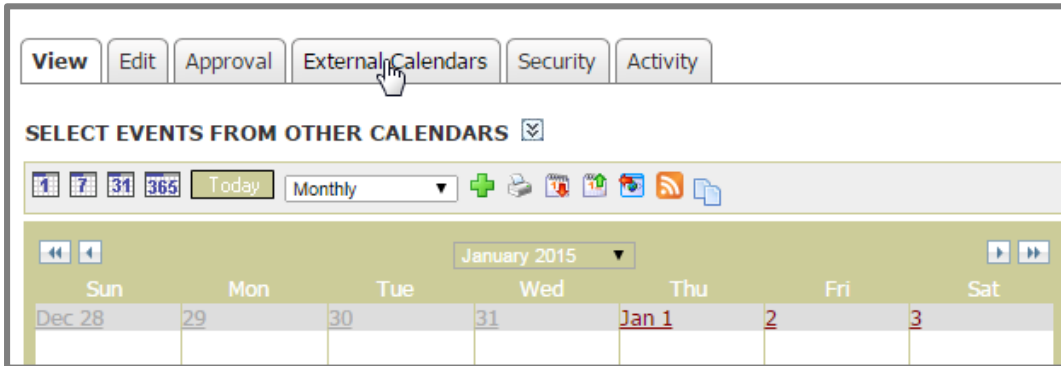 View Edit Approval External Calendars Security Activity
SELECT EVENTS FROM OTHER CALENDARS
1 7 31 365 Today Monthly
January 2015
Sun Mon Tue Wed Thu Fri Sat
Dec 28 29 30 31 Jan 1 2 3